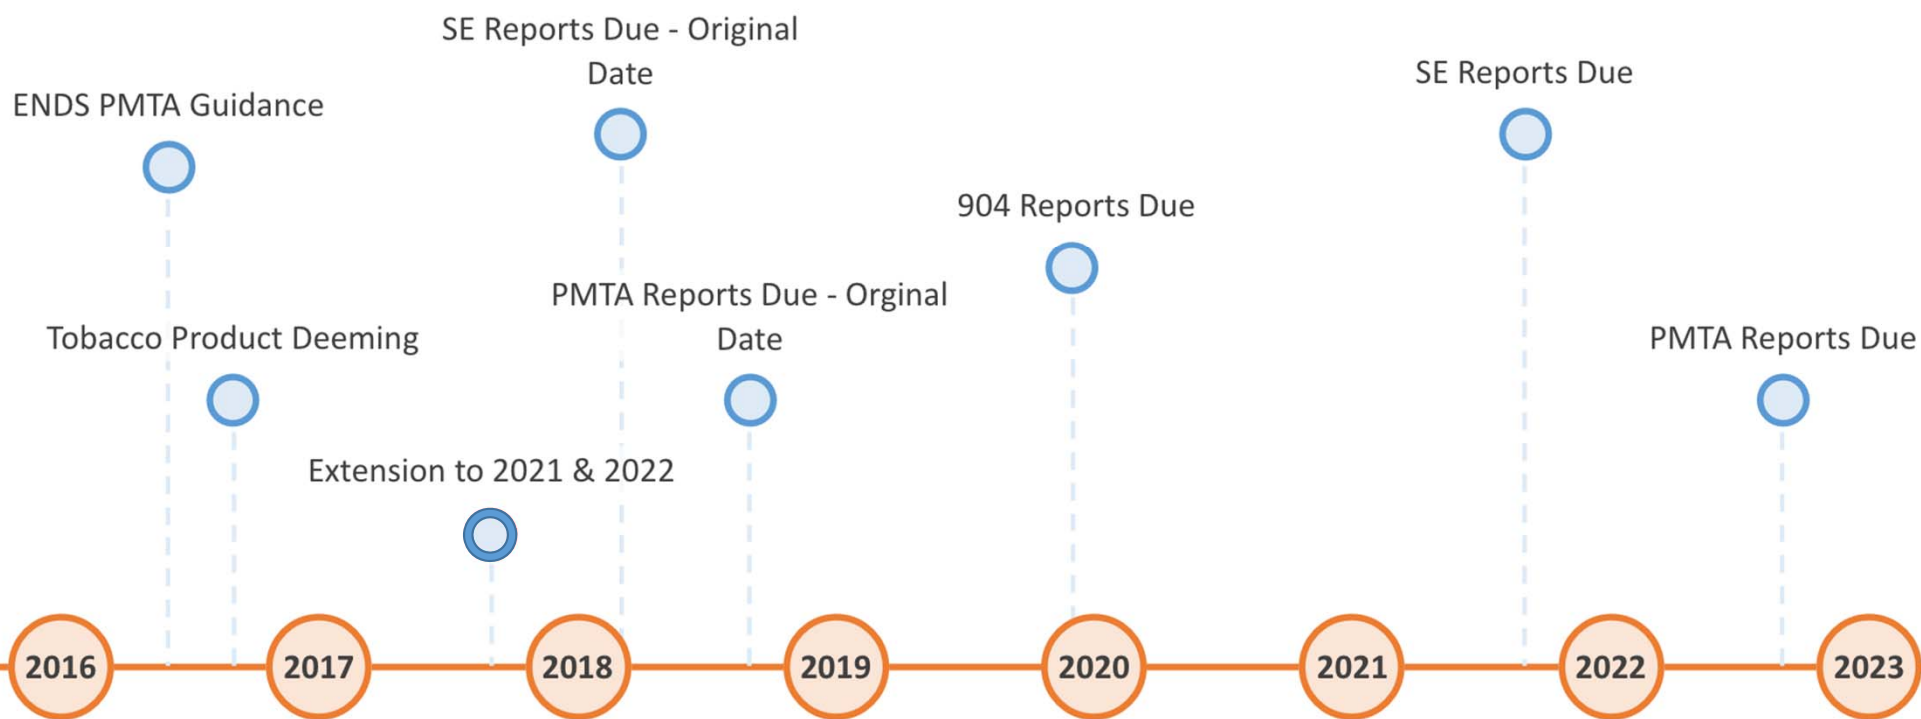 SE Reports Due - Original
Date
SE Reports Due
ENDS PMTA Guidance
904 Reports Due
PMTA Reports Due - Orginal
Date
Tobacco Product Deeming
PMTA Reports Due
Extension to 2021 & 2022
2016
2017
2018
2019
2020
2021
2022
2023